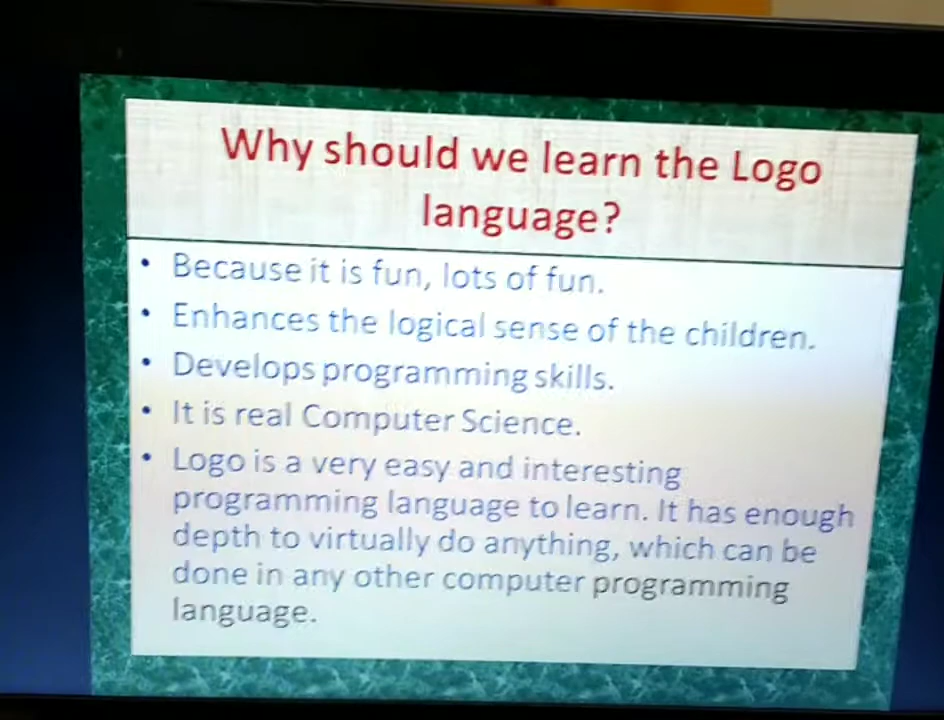 Why should we learn the Logo
language?
• Because it is fun, lots of fun.
• Enhances the logical sense of the children.
• Develops programming skills.
• It is real Computer Science.
• Logo is a very easy and interesting
programming language to learn. It has enough
depth to virtually do anything, which can be
done in any other computer programming
language.